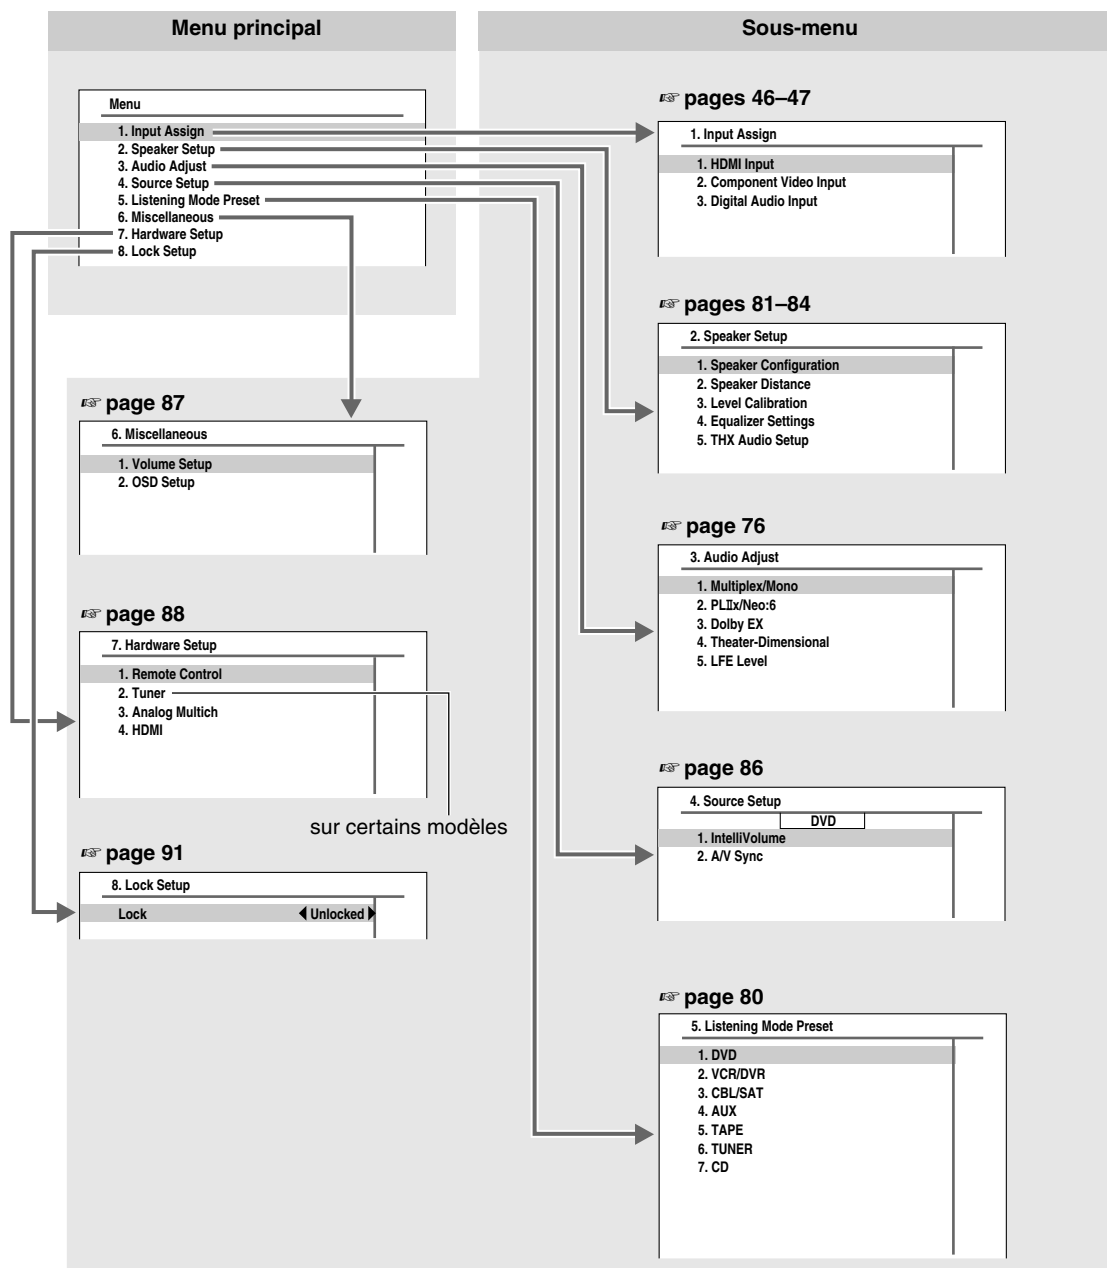 Menu principal
Sous-menu
Menu
1. Input Assign
2. Speaker Setup
3. Audio Adjust
4. Source Setup
5. Listening Mode Preset
6. Miscellaneous
7. Hardware Setup
8. Lock Setup
☞ pages 46–47
1. Input Assign
1. HDMI Input
2. Component Video Input
3. Digital Audio Input
☞ pages 81–84
2. Speaker Setup
1. Speaker Configuration
2. Speaker Distance
3. Level Calibration
4. Equalizer Settings
5. THX Audio Setup
☞ page 87
6. Miscellaneous
1. Volume Setup
2. OSD Setup
☞ page 76
3. Audio Adjust
1. Multiplex/Mono
2. PLⅡx/Neo:6
3. Dolby EX
4. Theater-Dimensional
5. LFE Level
☞ page 88
7. Hardware Setup
1. Remote Control
2. Tuner
3. Analog Multich
4. HDMI
sur certains modèles
☞ page 86
4. Source Setup
DVD
1. IntelliVolume
2. A/V Sync
☞ page 91
8. Lock Setup
Lock ◀ Unlocked ▶
☞ page 80
5. Listening Mode Preset
1. DVD
2. VCR/DVR
3. CBL/SAT
4. AUX
5. TAPE
6. TUNER
7. CD